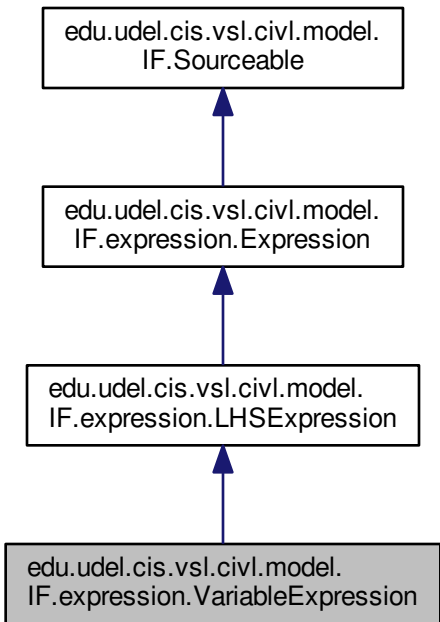 edu.udel.cis.vsl.civl.model.
IF.Sourceable
edu.udel.cis.vsl.civl.model.
IF.expression.Expression
edu.udel.cis.vsl.civl.model.
IF.expression.LHSExpression
edu.udel.cis.vsl.civl.model.
IF.expression.VariableExpression